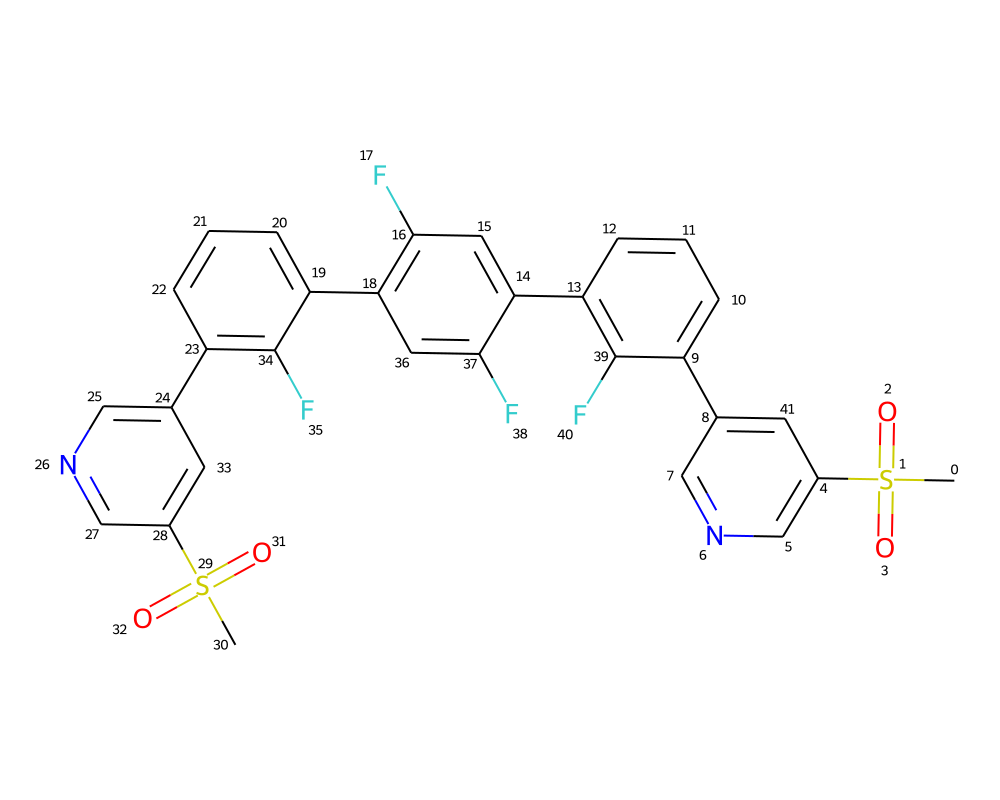 17
F
21 20 16 15 12 11
19 14
22 18 13 10
23 34 36 37 39 9
25 24 F 35 F 38 F 40 8 41 2 O
26 N 33 7 4 S 1 0
27 28 N 6 5 O 3
29 O 31
S
32 O
30